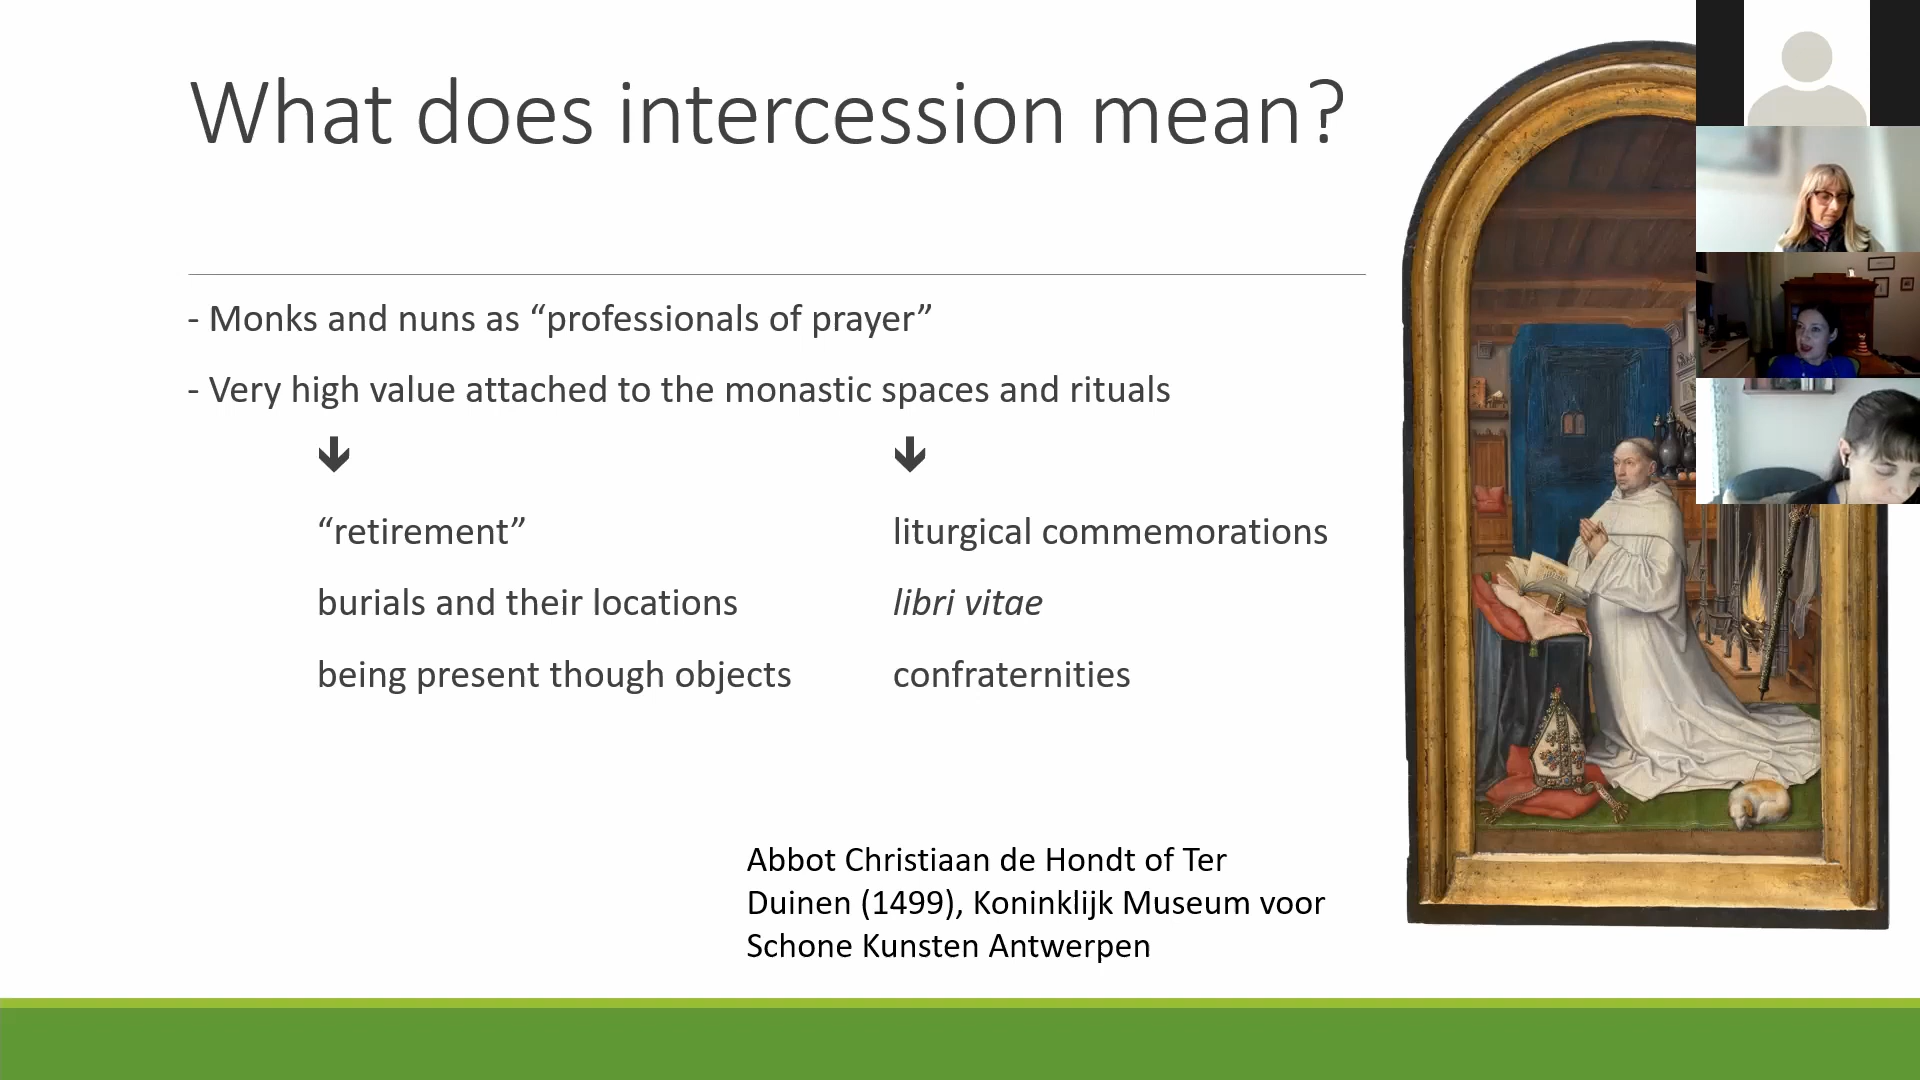 What does intercession mean?
- Monks and nuns as “professionals of prayer”
- Very high value attached to the monastic spaces and rituals
🡻 🡻
“retirement” liturgical commemorations
burials and their locations libri vitae
being present though objects confraternities
Abbot Christiaan de Hondt of Ter
Duinen (1499), Koninklijk Museum voor
Schone Kunsten Antwerpen